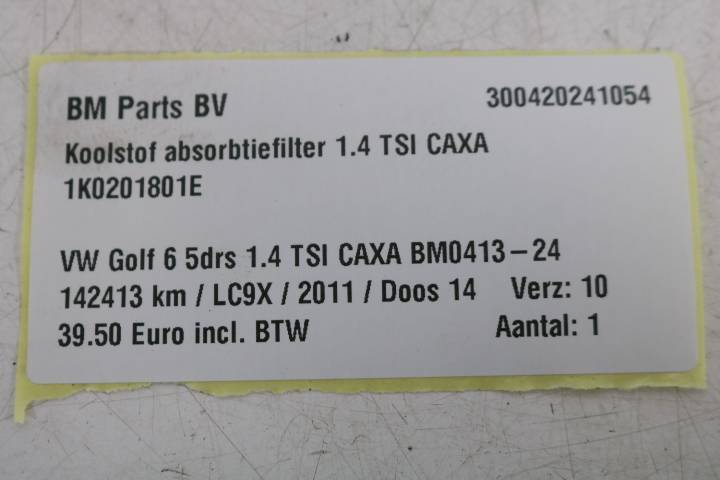 BM Parts BV 300420241054
Koolstof absorbtiefilter 1.4 TSI CAXA
1K0201801E
VW Golf 6 5drs 1.4 TSI CAXA BM0413-24
142413 km / LC9X / 2011 / Doos 14 Verz: 10
39.50 Euro incl. BTW Aantal: 1